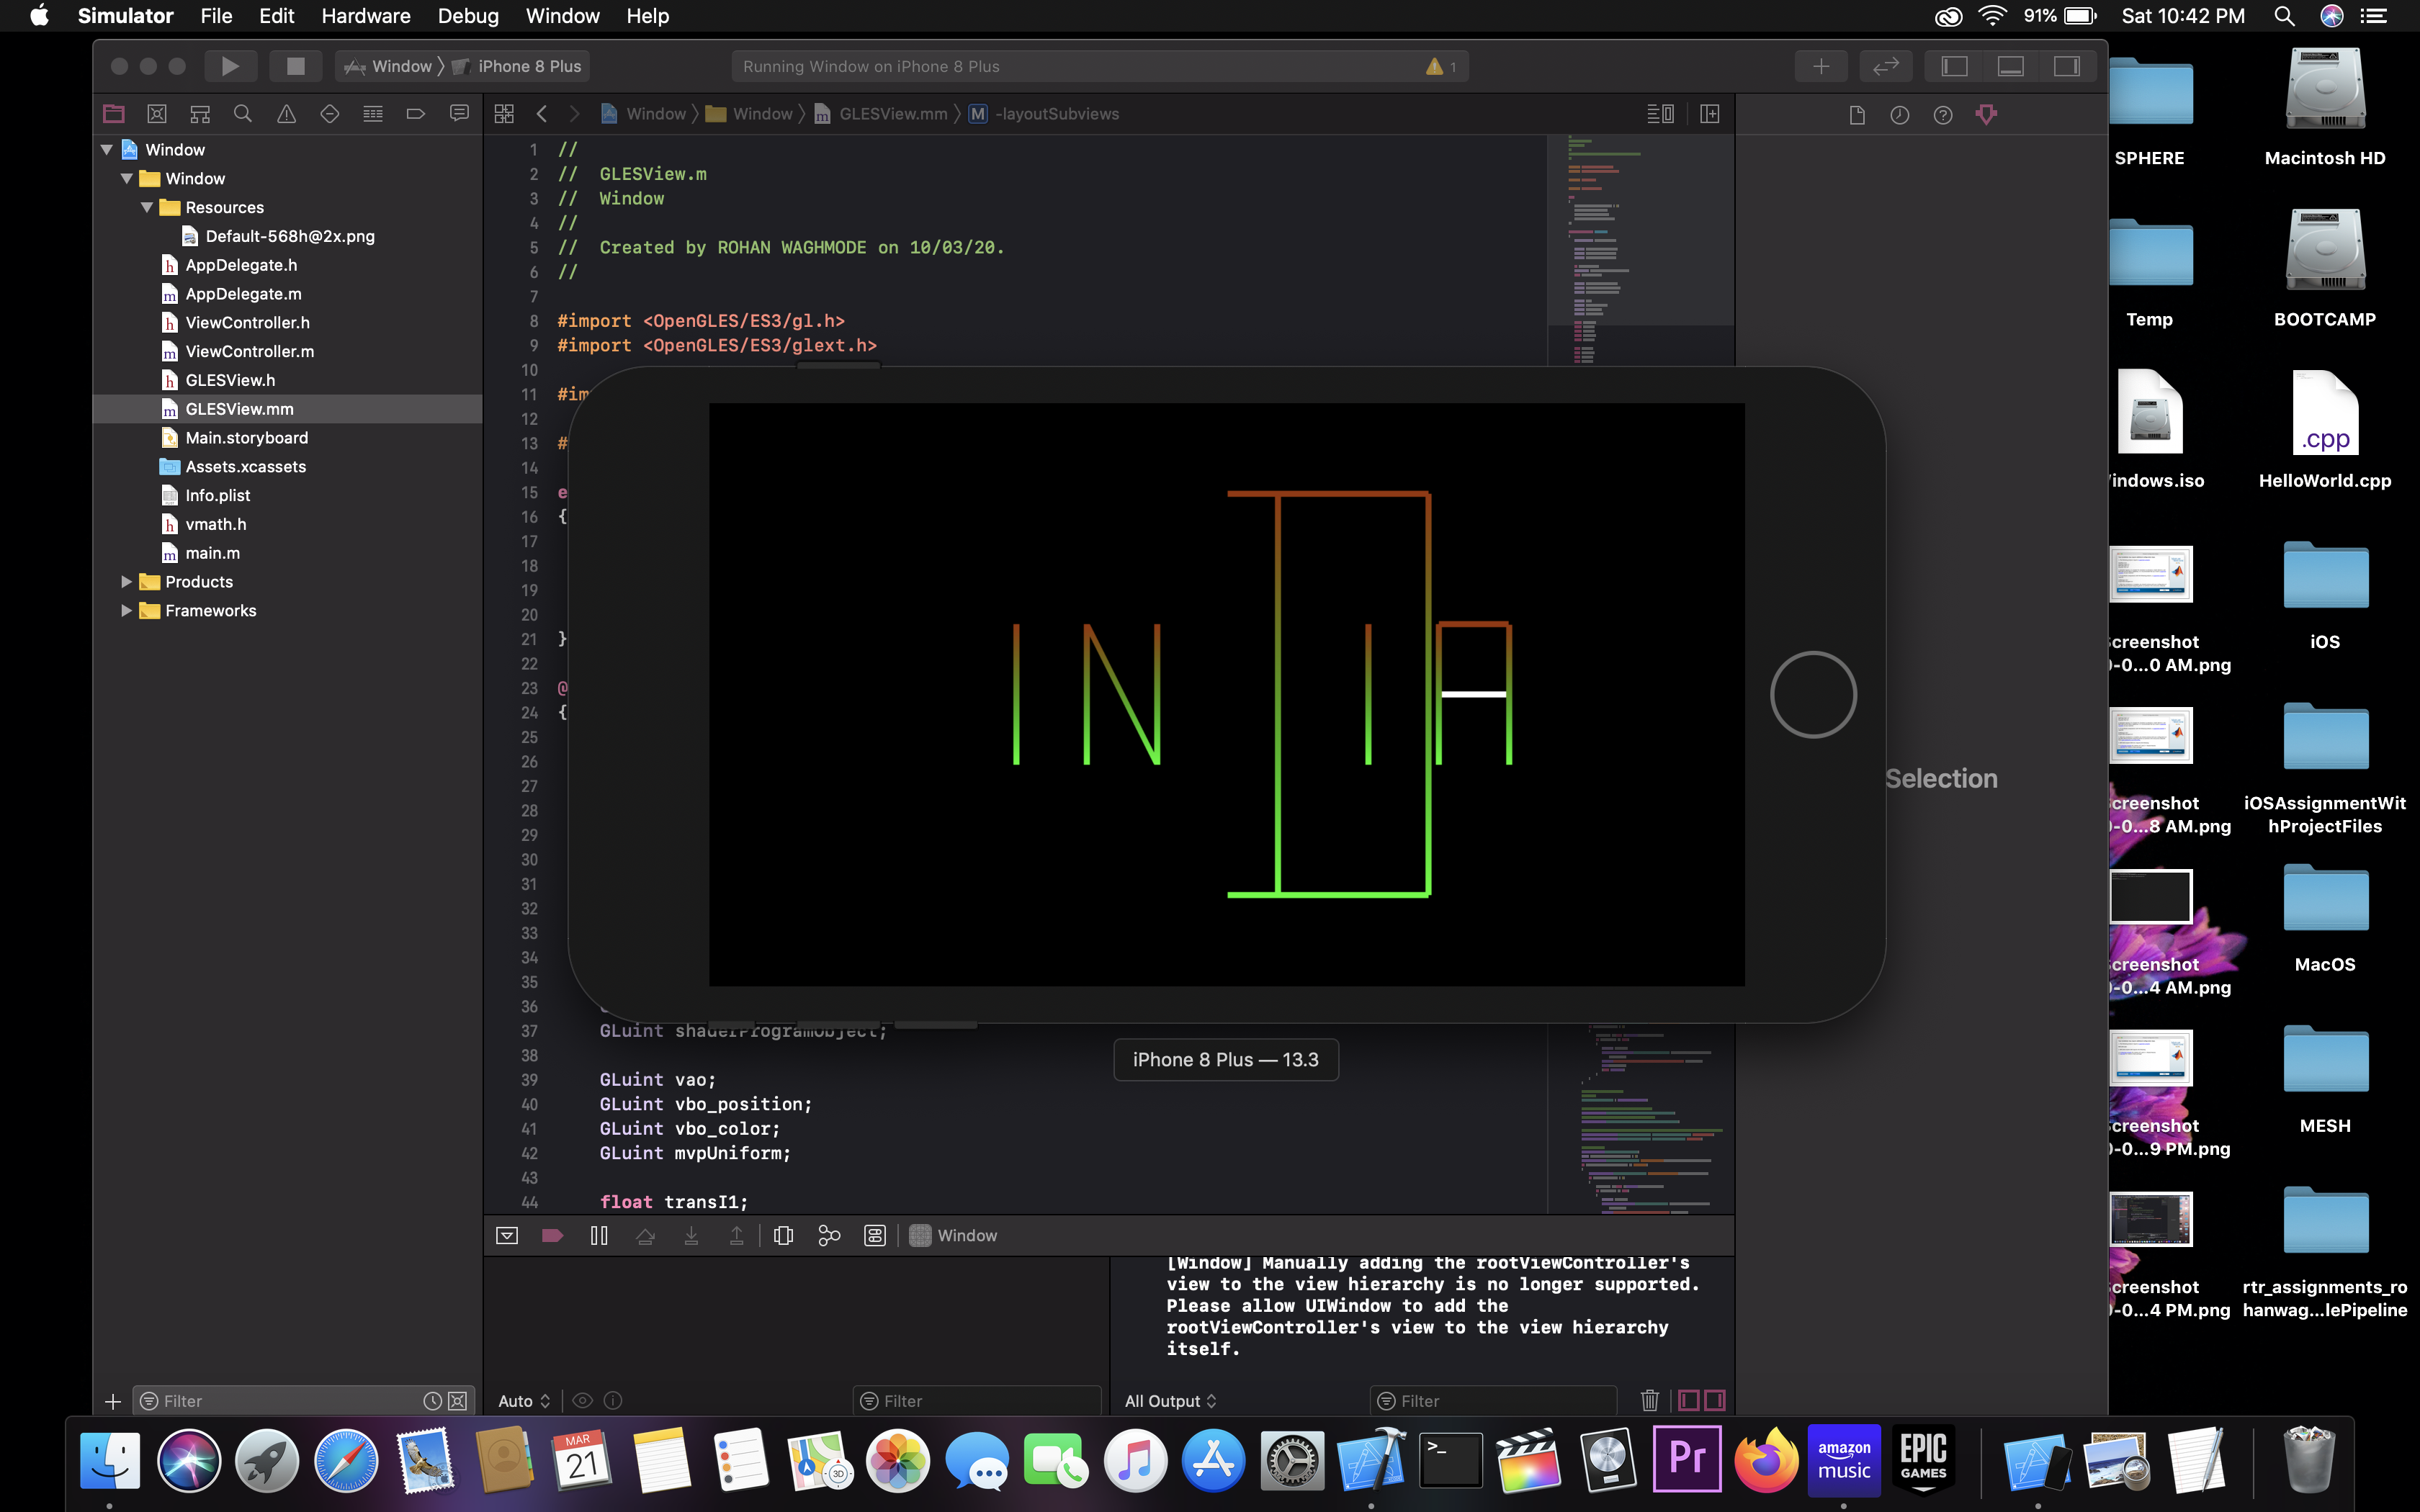 Simulator File Edit Hardware Debug Window Help
91% Sat 10:42 PM
Window 〉 iPhone 8 Plus
Running Window on iPhone 8 Plus
1
Window 〉 Window 〉 GLESView.mm 〉 M -layoutSubviews
Window
Window
Resources
Default-568h@2x.png
h AppDelegate.h
m AppDelegate.m
h ViewController.h
m ViewController.m
h GLESView.h
m GLESView.mm
Main.storyboard
Assets.xcassets
Info.plist
h vmath.h
m main.m
Products
Frameworks
Filter
1 //
2 // GLESView.m
3 // Window
4 //
5 // Created by ROHAN WAGHMODE on 10/03/20.
6 //
7
8 #import <OpenGLES/ES3/gl.h>
9 #import <OpenGLES/ES3/glext.h>
10
11 #im
12
13 #
14
15 e
16 {
17
18
19
20
21 }
22
23 @
24 {
25
26
27
28
29
30
31
32
33
34
35
36
37 GLuint shaderProgramObject;
38
39 GLuint vao;
40 GLuint vbo_position;
41 GLuint vbo_color;
42 GLuint mvpUniform;
43
44 float transI1;
I N D I A
iPhone 8 Plus — 13.3
Selection
Window
[Window] Manually adding the rootViewController's
view to the view hierarchy is no longer supported.
Please allow UIWindow to add the
rootViewController's view to the view hierarchy
itself.
Auto
Filter
All Output
Filter
SPHERE
Macintosh HD
Temp
BOOTCAMP
indows.iso
.cpp
HelloWorld.cpp
creenshot
0-0...0 AM.png
iOS
creenshot
0-0...8 AM.png
iOSAssignmentWit
hProjectFiles
creenshot
0-0...4 AM.png
MacOS
creenshot
0-0...9 PM.png
MESH
creenshot
0-0...4 PM.png
rtr_assignments_ro
hanwag...lePipeline
MAR
21
3D
>_
Pr
amazon
music
EPIC
GAMES